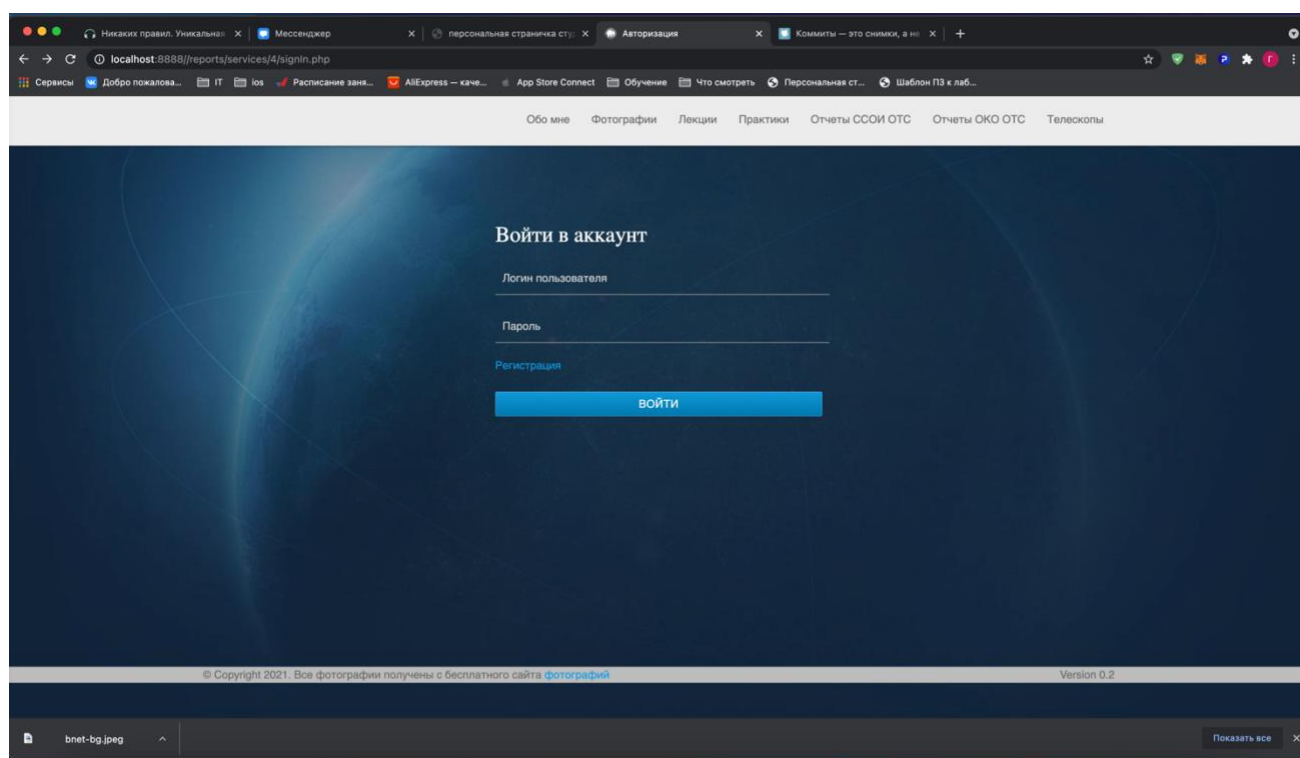 Никаких правил. Уникальная
Мессенджер
персональная страничка сту
Авторизация
Коммиты — это снимки, а не
localhost:8888//reports/services/4/signIn.php
Сервисы Добро пожалова... IT ios Расписание заня... AliExpress — каче... App Store Connect Обучение Что смотреть Персональная ст... Шаблон ПЗ к лаб...
Обо мне Фотографии Лекции Практики Отчеты ССОИ ОТС Отчеты ОКО ОТС Телескопы
Войти в аккаунт
Логин пользователя
Пароль
Регистрация
ВОЙТИ
© Copyright 2021. Все фотографии получены с бесплатного сайта фотографий Version 0.2
bnet-bg.jpeg Показать все